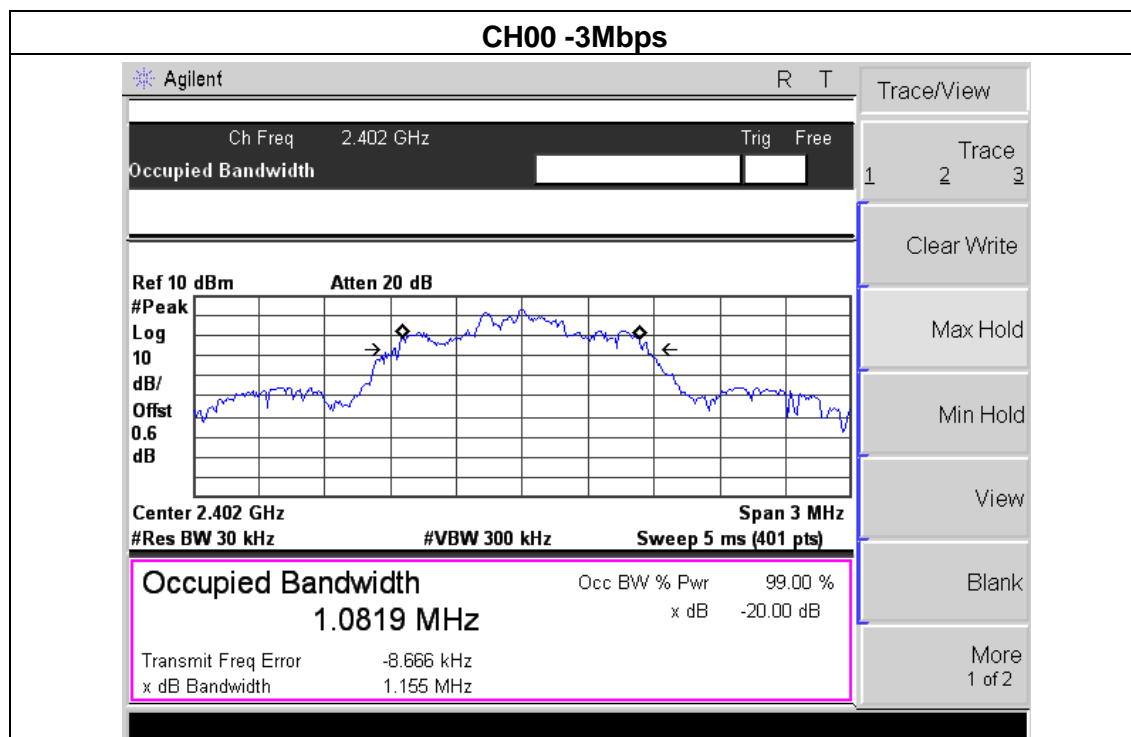 CH00 -3Mbps
Agilent R T
Trace/View
Ch Freq 2.402 GHz Trig Free
Occupied Bandwidth
Trace
1 2 3
Clear Write
Ref 10 dBm Atten 20 dB
#Peak
Log
10
dB/
Offst
0.6
dB
Max Hold
Min Hold
View
Center 2.402 GHz Span 3 MHz
#Res BW 30 kHz #VBW 300 kHz Sweep 5 ms (401 pts)
Occupied Bandwidth Occ BW % Pwr 99.00 %
1.0819 MHz x dB -20.00 dB
Transmit Freq Error -8.666 kHz
x dB Bandwidth 1.155 MHz
Blank
More
1 of 2